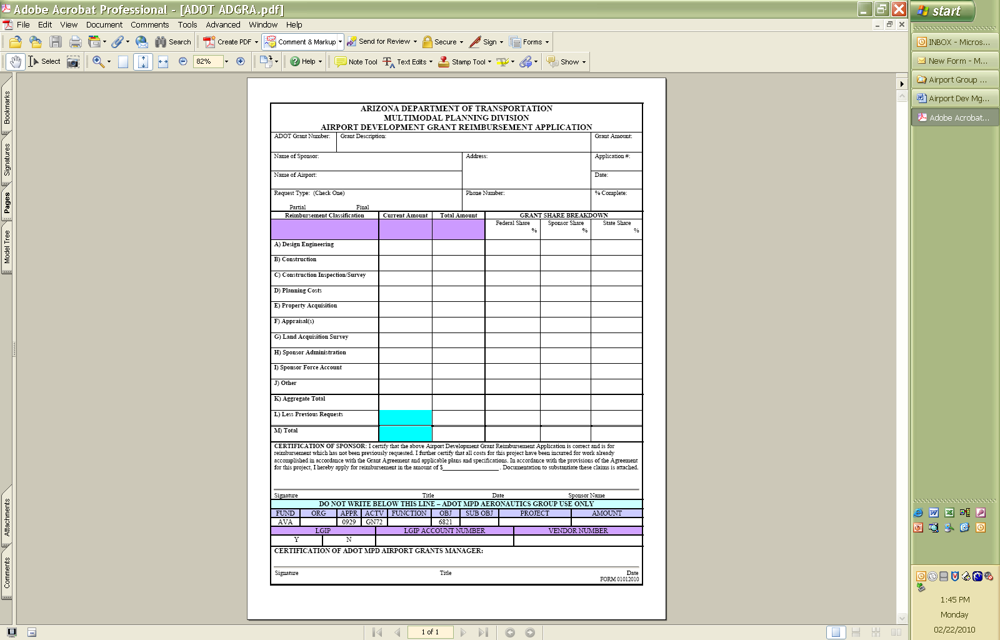 Adobe Acrobat Professional - [ADOT ADGRA.pdf]
start
File Edit View Document Comments Tools Advanced Window Help
Search Create PDF Comment & Markup Send for Review Secure Sign Forms
INBOX - Micros...
Select 82% Help Note Tool Text Edits Stamp Tool Show
New Form - M...
Airport Group ...
Airport Dev Mg...
Adobe Acrobat...
Bookmarks
Signatures
Pages
Model Tree
Attachments
Comments
ARIZONA DEPARTMENT OF TRANSPORTATION
MULTIMODAL PLANNING DIVISION
AIRPORT DEVELOPMENT GRANT REIMBURSEMENT APPLICATION
ADOT Grant Number: Grant Description: Grant Amount:
Name of Sponsor: Address: Application #:
Name of Airport: Date:
Request Type: (Check One) Phone Number: % Complete:
Partial Final
Reimbursement Classification Current Amount Total Amount GRANT SHARE BREAKDOWN
Federal Share Sponsor Share State Share
% % %
A) Design Engineering
B) Construction
C) Construction Inspection/Survey
D) Planning Costs
E) Property Acquisition
F) Appraisal(s)
G) Land Acquisition Survey
H) Sponsor Administration
I) Sponsor Force Account
J) Other
K) Aggregate Total
L) Less Previous Requests
M) Total
CERTIFICATION OF SPONSOR: I certify that the above Airport Development Grant Reimbursement Application is correct and is for
reimbursement which has not been previously requested. I further certify that all costs for this project have been incurred for work already
accomplished in accordance with the Grant Agreement and applicable plans and specifications. In accordance with the provisions of the Agreement
for this project, I hereby apply for reimbursement in the amount of $__________________ . Documentation to substantiate these claims is attached.
Signature Title Date Sponsor Name
DO NOT WRITE BELOW THIS LINE – ADOT MPD AERONAUTICS GROUP USE ONLY
FUND ORG APPR ACTV FUNCTION OBJ SUB OBJ PROJECT AMOUNT
AVA 0929 GN72 6821
LGIP LGIP ACCOUNT NUMBER VENDOR NUMBER
Y N
CERTIFICATION OF ADOT MPD AIRPORT GRANTS MANAGER:
Signature Title Date
FORM 01012010
1 of 1
1:45 PM
Monday
02/22/2010